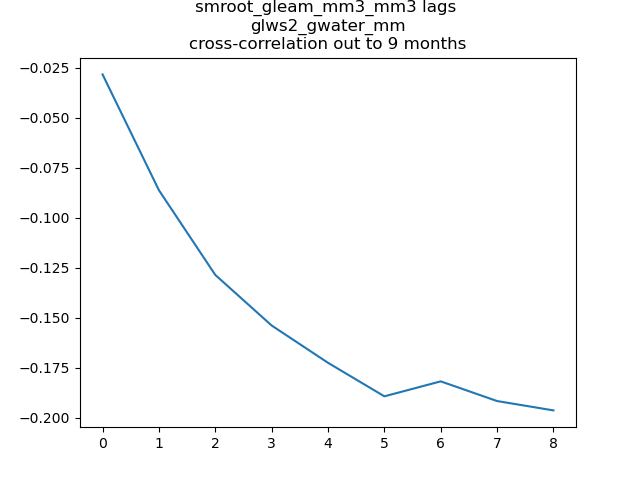 smroot_gleam_mm3_mm3 lags
glws2_gwater_mm
cross-correlation out to 9 months
−0.025
−0.050
−0.075
−0.100
−0.125
−0.150
−0.175
−0.200
0 1 2 3 4 5 6 7 8